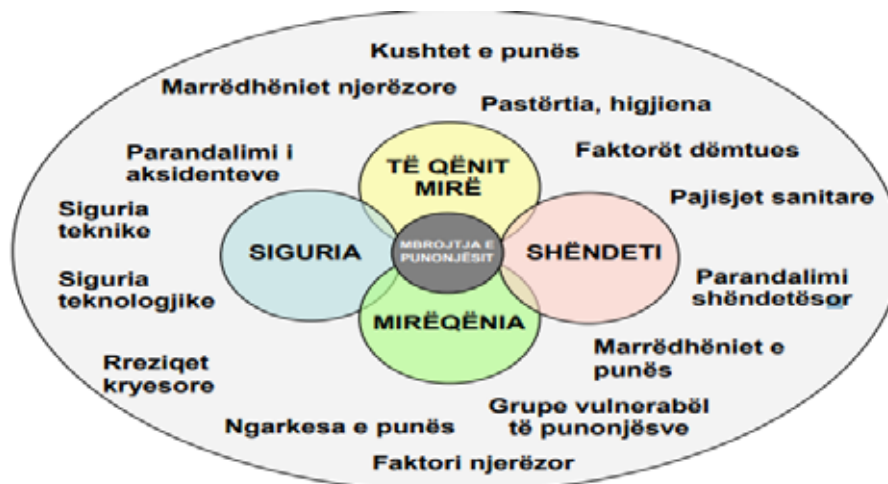 Kushtet e punës
Marrëdhëniet njerëzore
Pastërtia, higjiena
Parandalimi i
aksidenteve
TË QËNIT
MIRË
Faktorët dëmtues
Siguria
teknike
Pajisjet sanitare
SIGURIA
MBROJTJA E
PUNONJËSIT
SHËNDETI
Siguria
teknologjike
Parandalimi
shëndetësor
MIRËQËNIA
Marrëdhëniet e
punës
Rreziqet
kryesore
Ngarkesa e punës
Grupe vulnerabël
të punonjësve
Faktori njerëzor